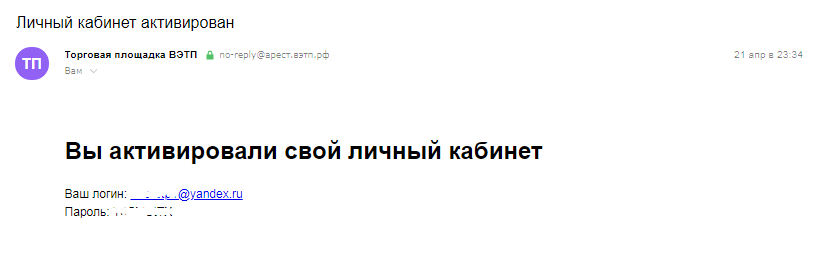 Личный кабинет активирован
ТП
Торговая площадка ВЭТП no-reply@арест.вэтп.рф
21 апр в 23:34
Вам
Вы активировали свой личный кабинет
Ваш логин: @yandex.ru
Пароль: